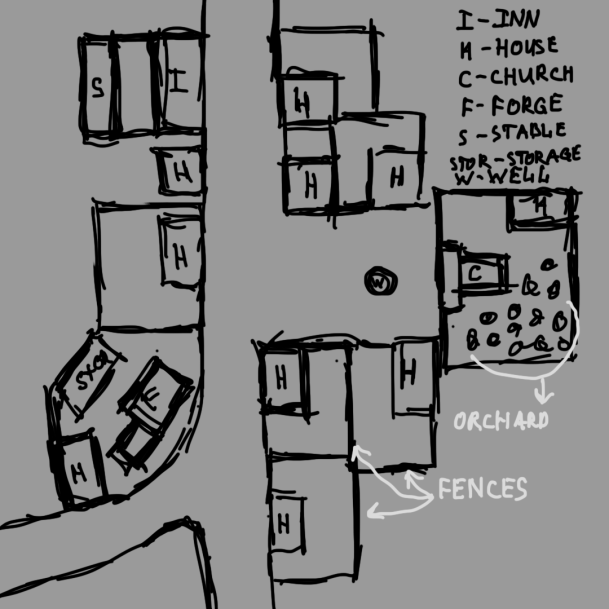 I-INN
H-HOUSE
C-CHURCH
F-FORGE
S-STABLE
STOR-STORAGE
W-WELL
S
I
H
H
H
H
H
H
C
W
STOR
F
H
H
H
H
ORCHARD
FENCES